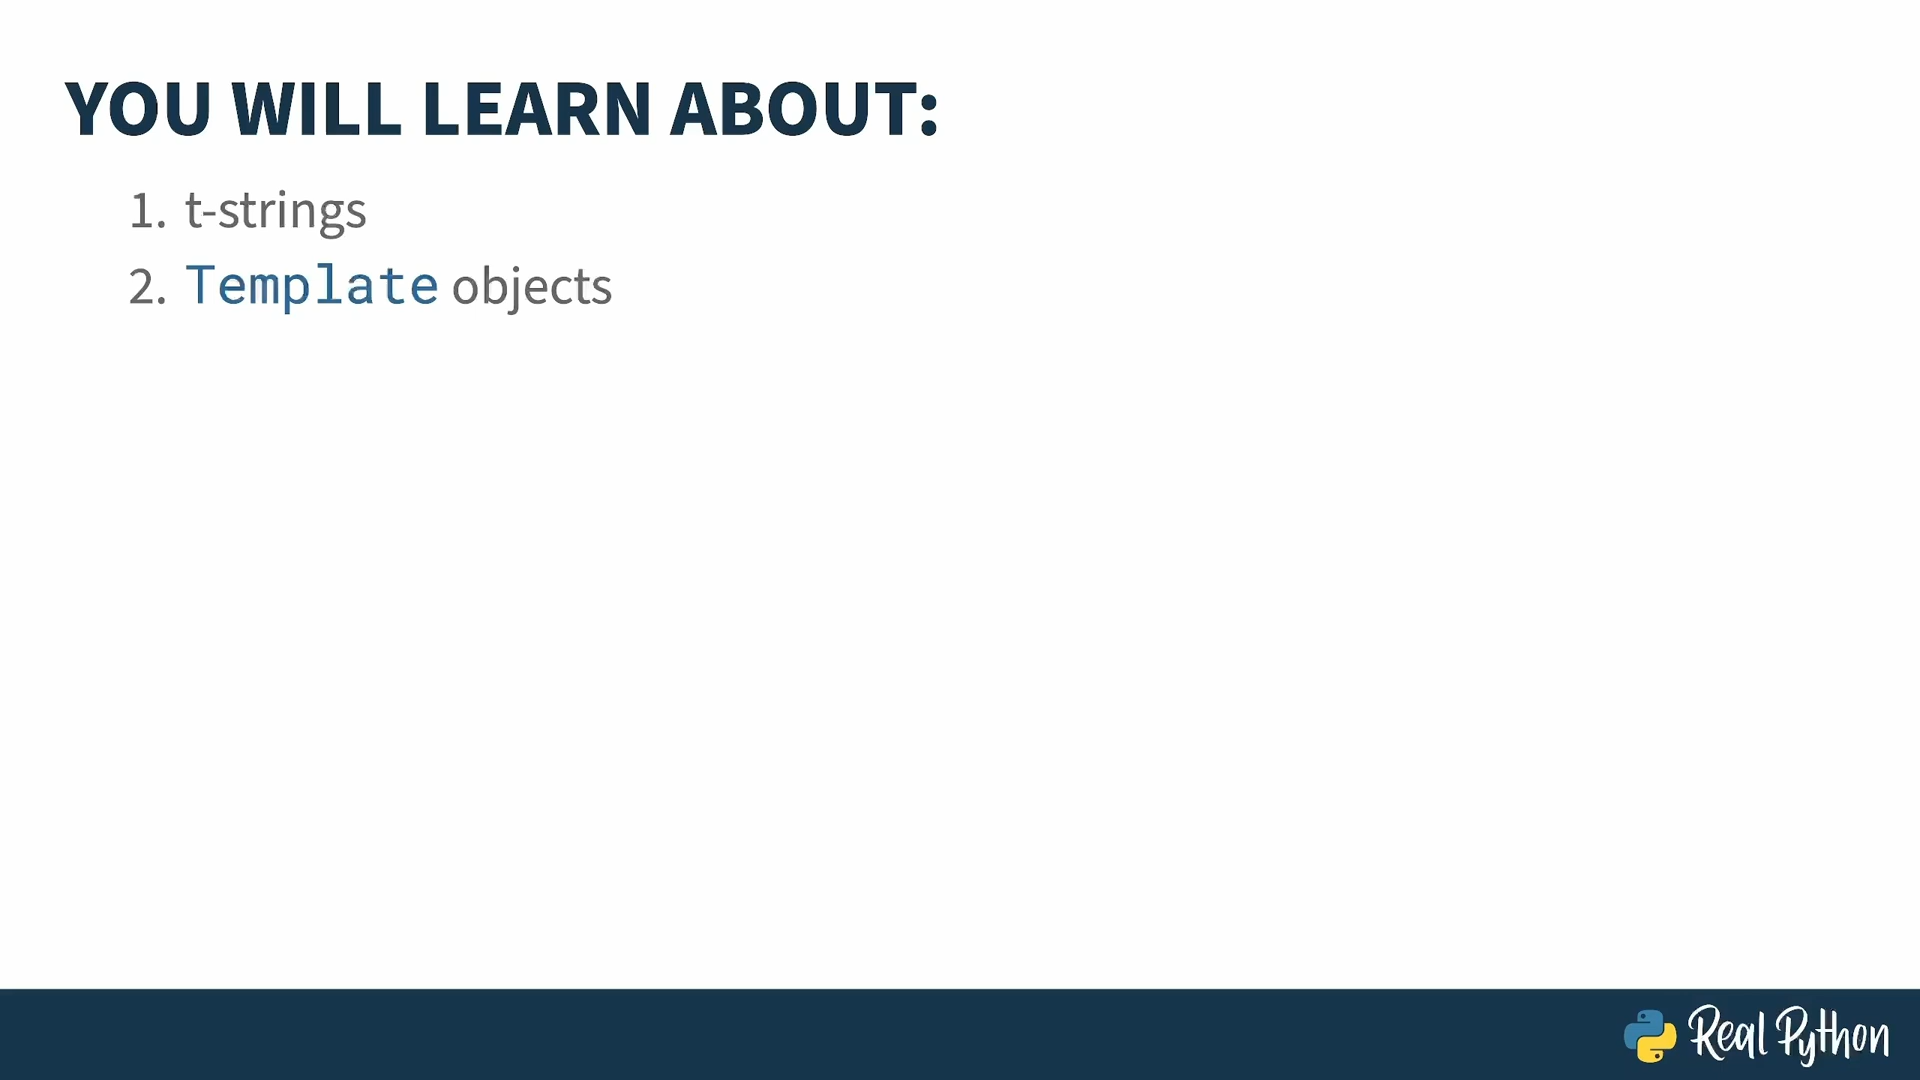 YOU WILL LEARN ABOUT:
1. t-strings
2. Template objects
Real Python